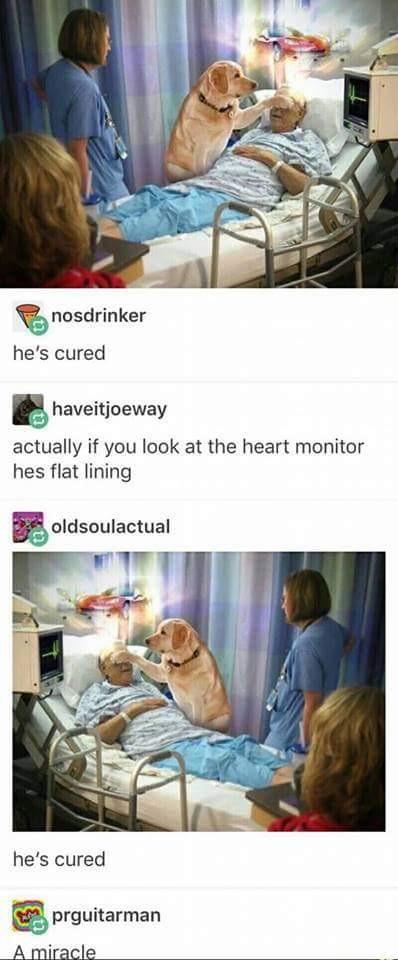 nosdrinker
he's cured
haveitjoeway
actually if you look at the heart monitor
hes flat lining
oldsoulactual
he's cured
prguitarman
A miracle